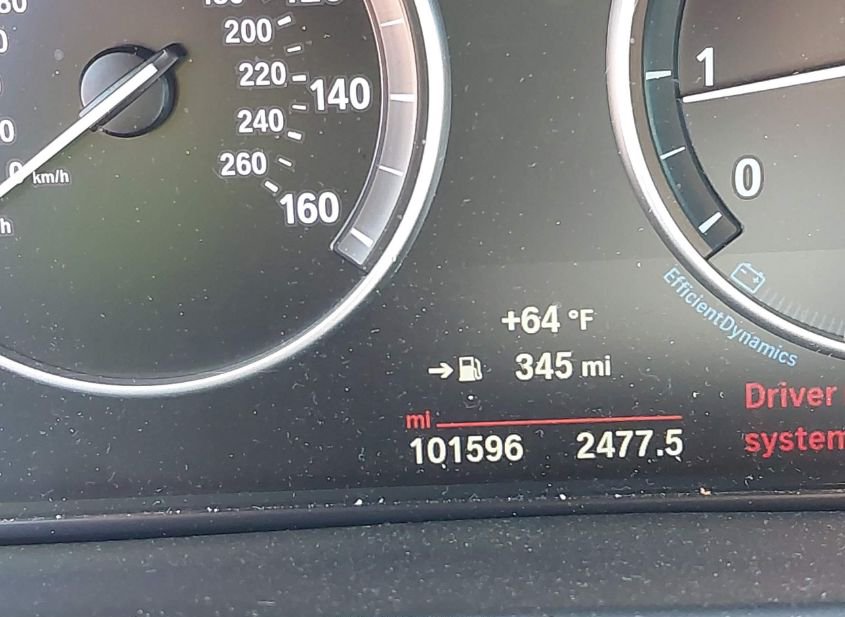 200
220
140
240
260
160
km/h
1
0
EfficientDynamics
+64 °F
345 mi
mi
101596 2477.5
Driver
system